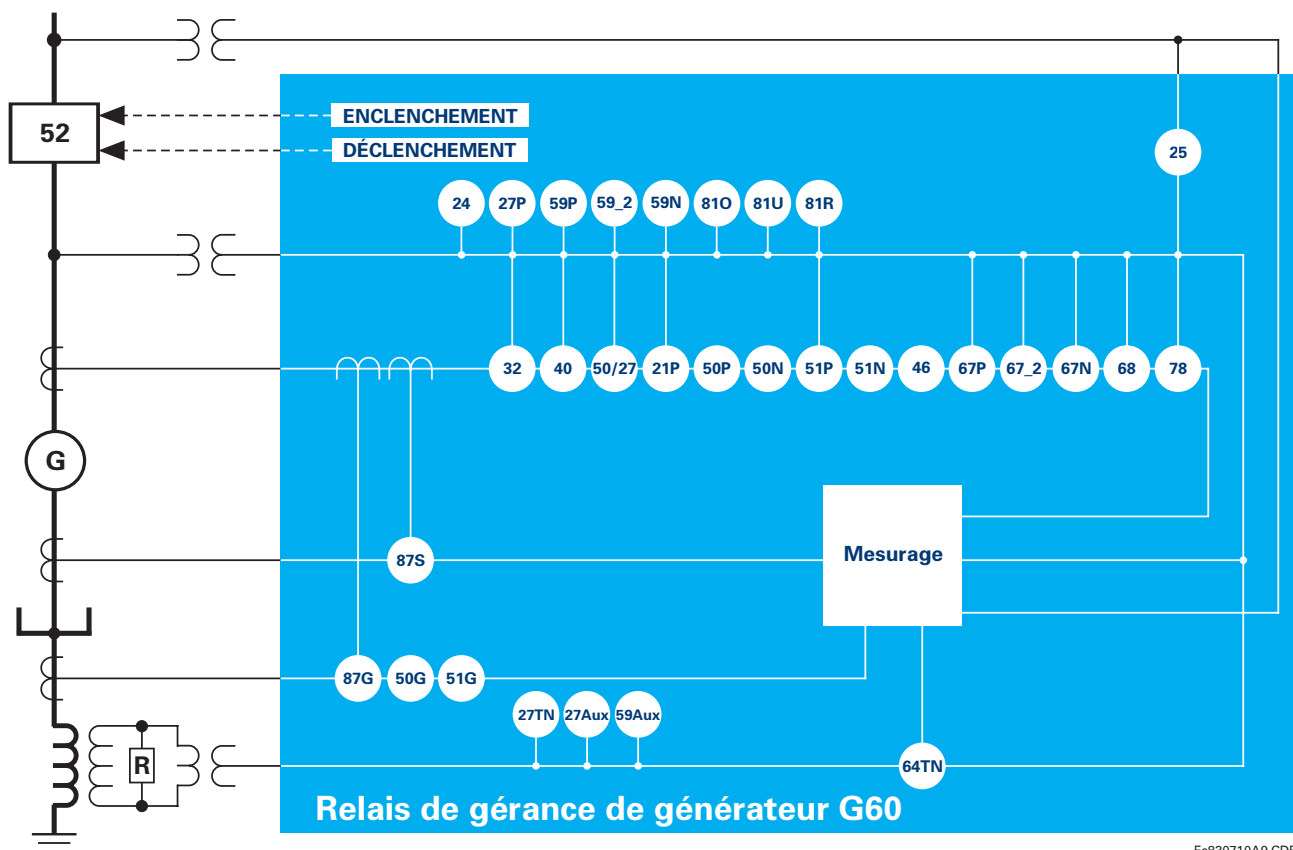 52
ENCLENCHEMENT
DÉCLENCHEMENT
25
24 27P 59P 59_2 59N 81O 81U 81R
32 40 50/27 21P 50P 50N 51P 51N 46 67P 67_2 67N 68 78
G
Mesurage
87S
87G 50G 51G
27TN 27Aux 59Aux
R
64TN
Relais de gérance de générateur G60